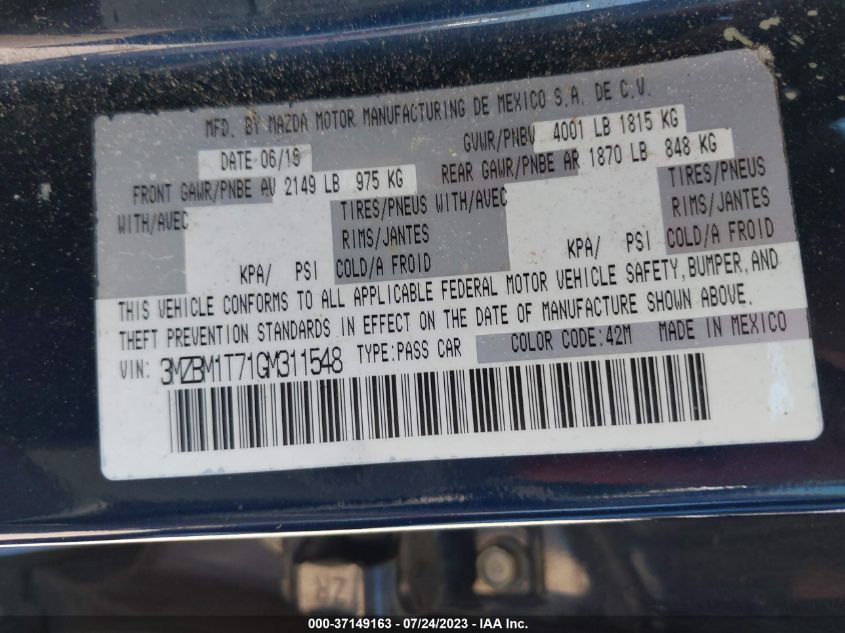 MFD. BY MAZDA MOTOR MANUFACTURING DE MEXICO S.A. DE C.V.
DATE 06/16 GVWR/PNBV 4001 LB 1815 KG
FRONT GAWR/PNBE AV 2149 LB 975 KG REAR GAWR/PNBE AR 1870 LB 848 KG
WITH/AVEC TIRES/PNEUS WITH/AVEC TIRES/PNEUS
RIMS/JANTES RIMS/JANTES
KPA/ PSI COLD/A FROID KPA/ PSI COLD/A FROID
THIS VEHICLE CONFORMS TO ALL APPLICABLE FEDERAL MOTOR VEHICLE SAFETY, BUMPER, AND
THEFT PREVENTION STANDARDS IN EFFECT ON THE DATE OF MANUFACTURE SHOWN ABOVE.
VIN: 3MZBM1T71GM311548 TYPE:PASS CAR COLOR CODE:42M MADE IN MEXICO
ZR
000-37149163 - 07/24/2023 - IAA Inc.